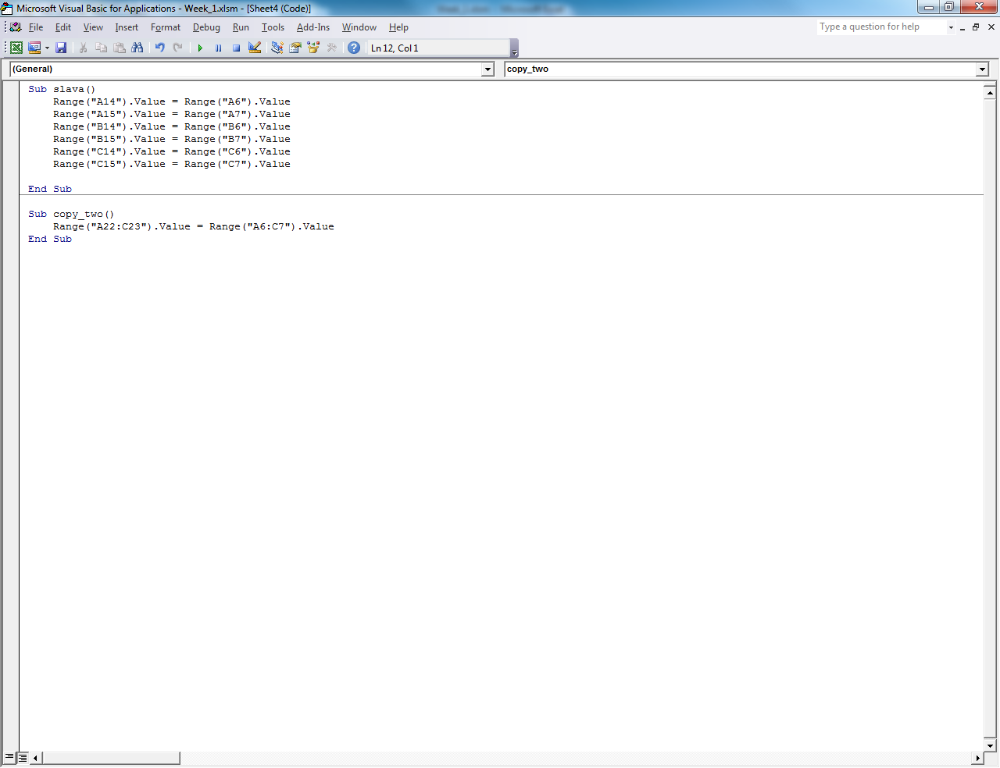 Microsoft Visual Basic for Applications - Week_1.xlsm - [Sheet4 (Code)]
File Edit View Insert Format Debug Run Tools Add-Ins Window Help
Type a question for help
Ln 12, Col 1
(General)
copy_two
Sub slava()
    Range("A14").Value = Range("A6").Value
    Range("A15").Value = Range("A7").Value
    Range("B14").Value = Range("B6").Value
    Range("B15").Value = Range("B7").Value
    Range("C14").Value = Range("C6").Value
    Range("C15").Value = Range("C7").Value
End Sub
Sub copy_two()
    Range("A22:C23").Value = Range("A6:C7").Value
End Sub